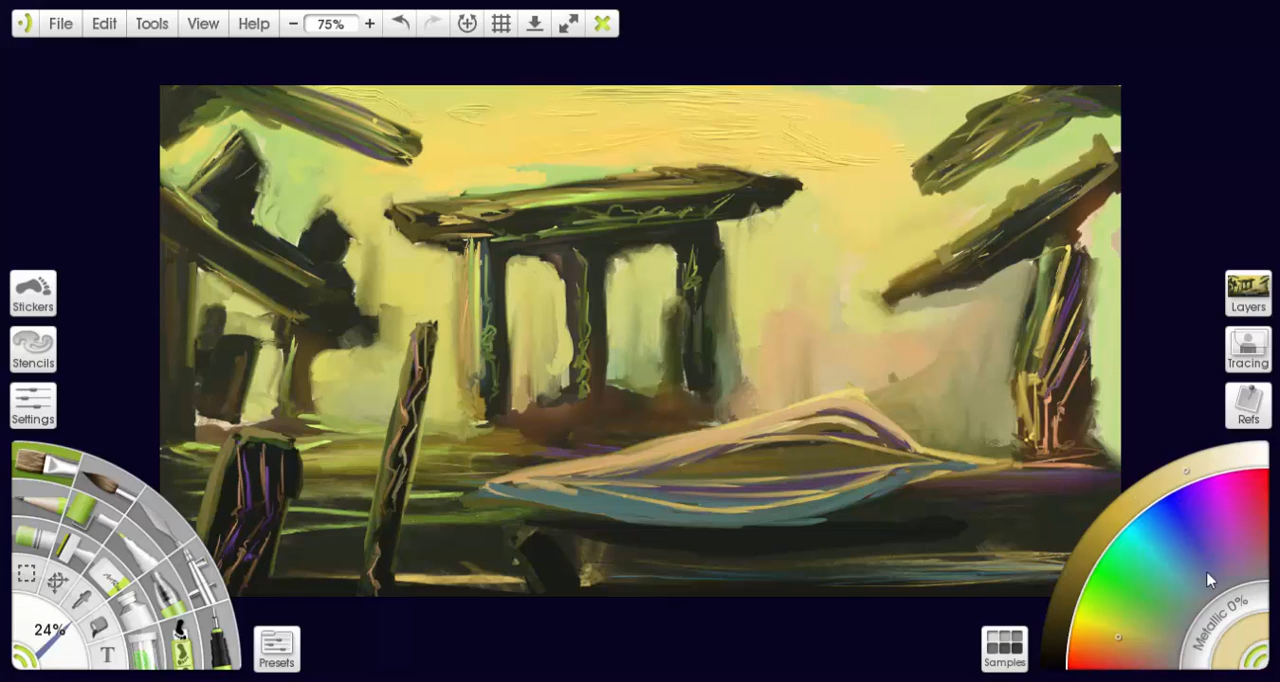 File Edit Tools View Help − 75% +
Stickers
Stencils
Settings
Layers
Tracing
Refs
24%
T
Presets
Samples
Metallic 0%